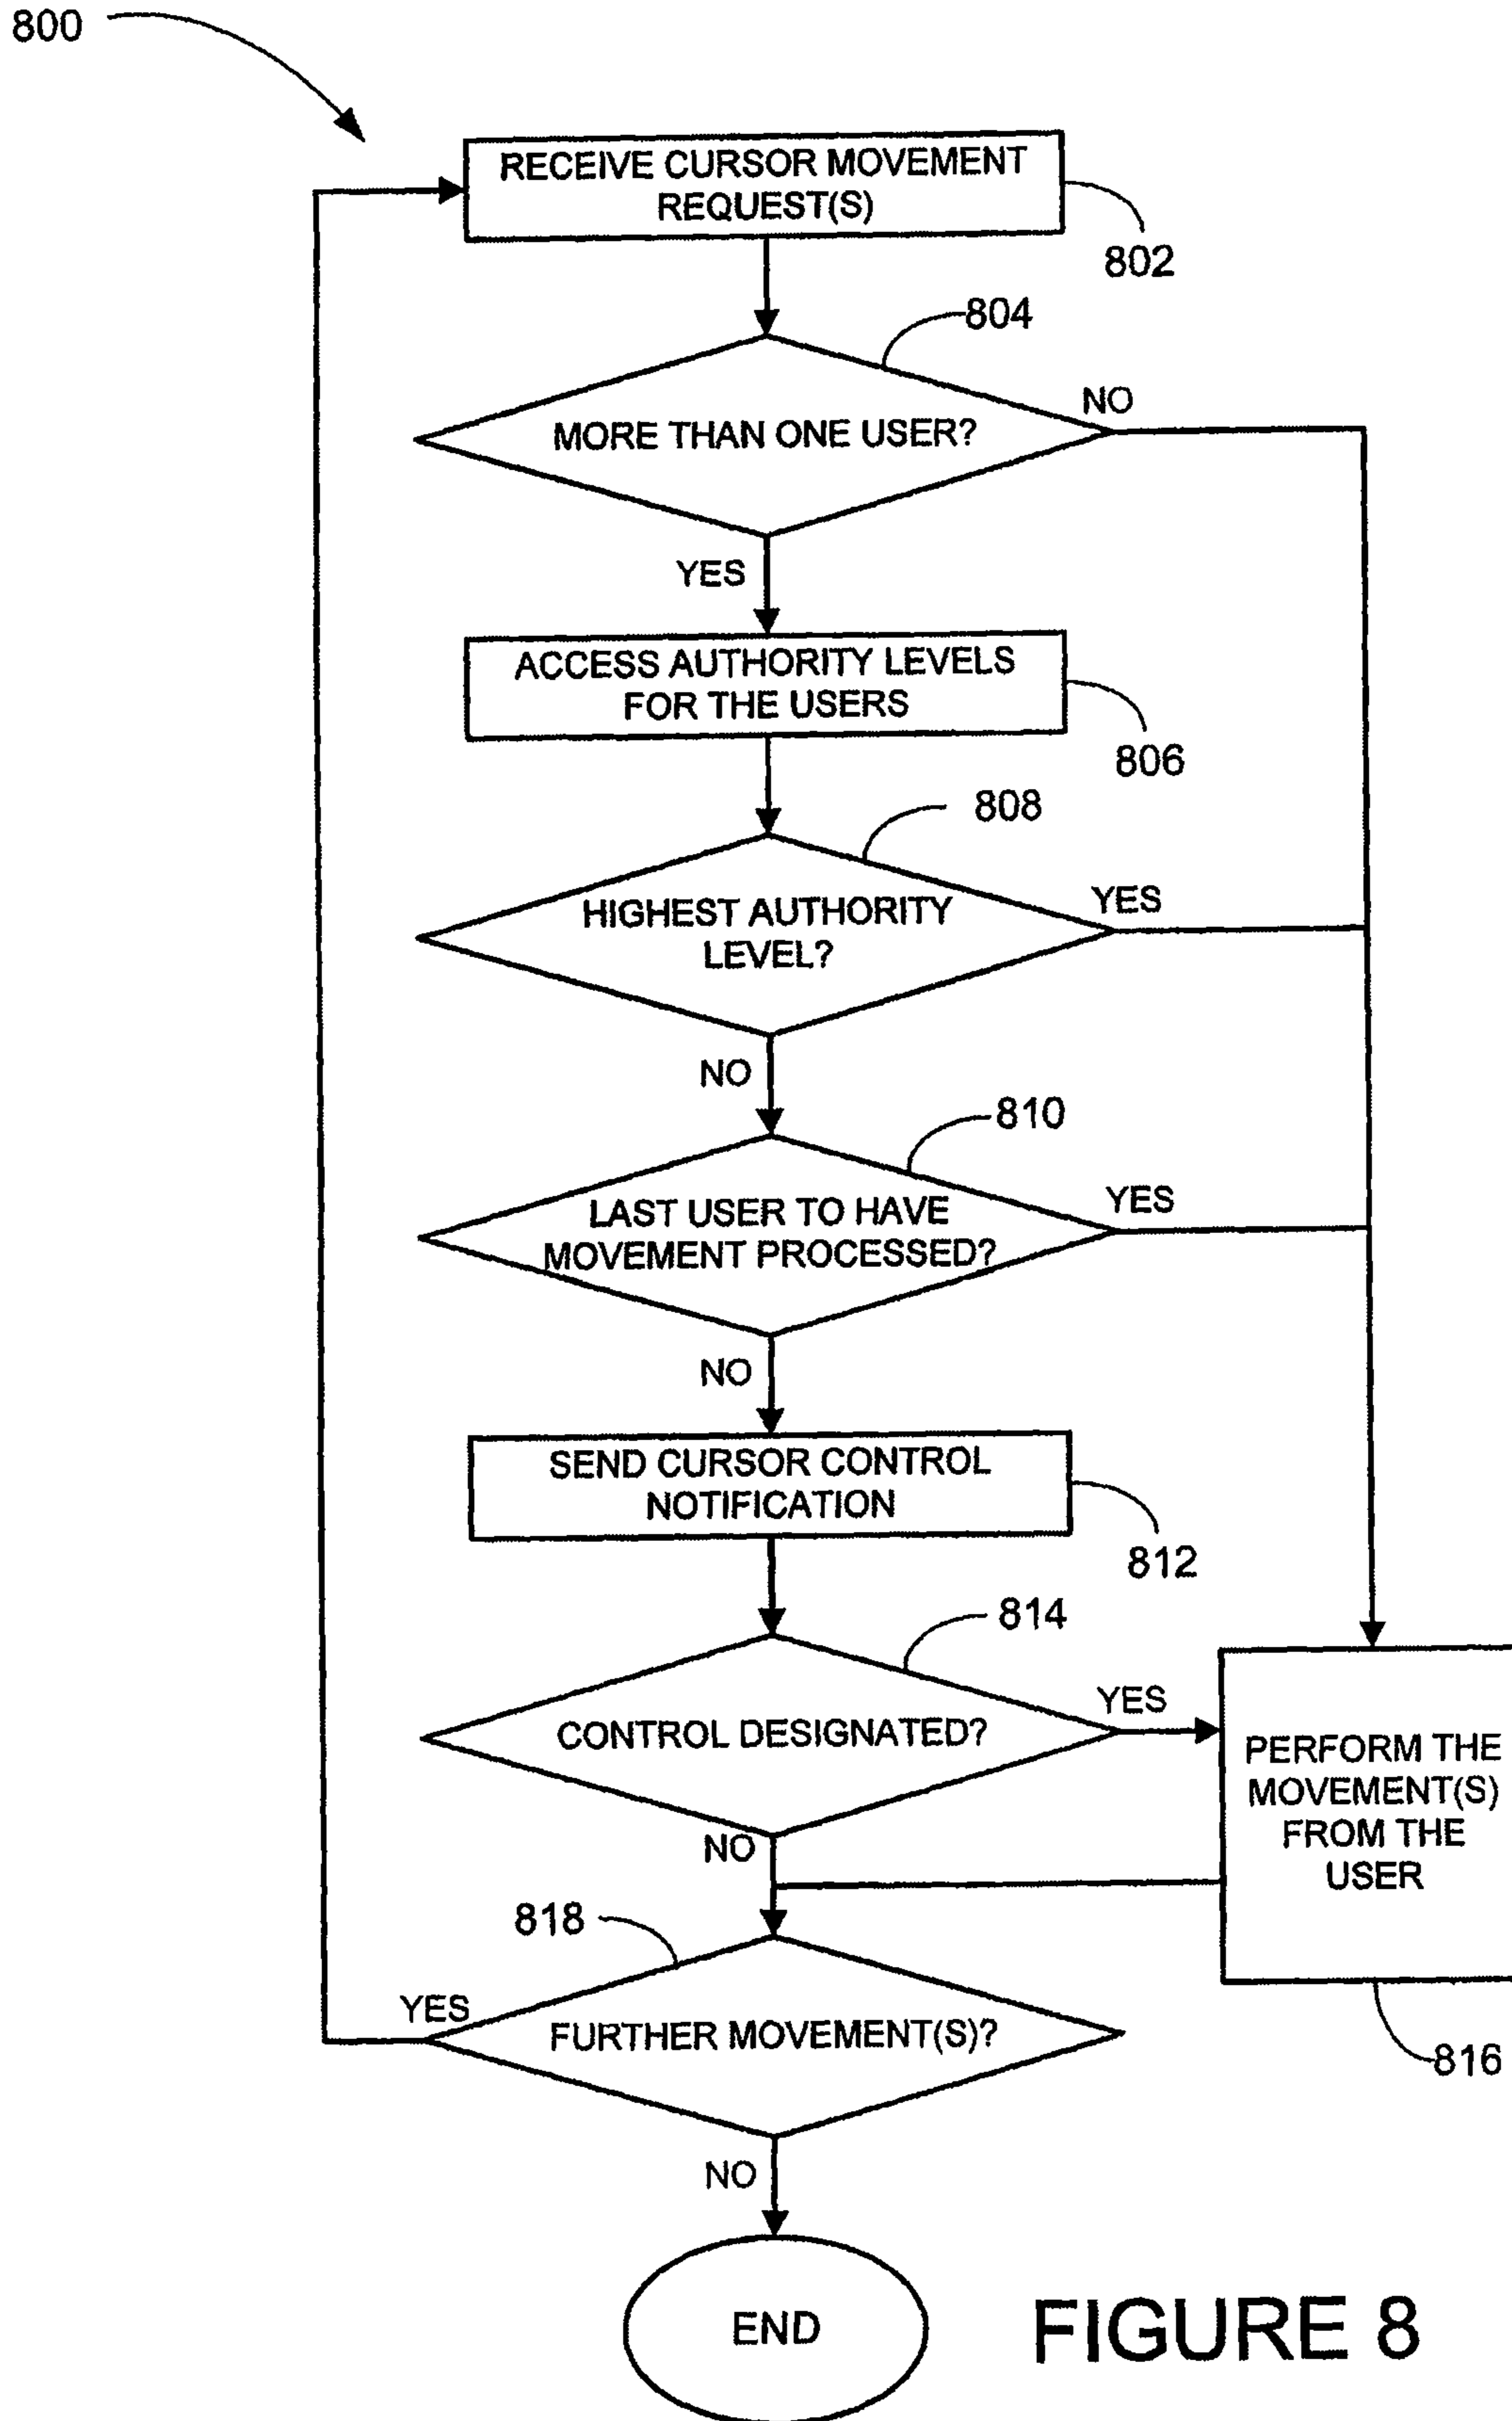 800
RECEIVE CURSOR MOVEMENT
REQUEST(S)
802
804
MORE THAN ONE USER?
NO
YES
ACCESS AUTHORITY LEVELS
FOR THE USERS
806
808
HIGHEST AUTHORITY
LEVEL?
YES
NO
810
LAST USER TO HAVE
MOVEMENT PROCESSED?
YES
NO
SEND CURSOR CONTROL
NOTIFICATION
812
814
CONTROL DESIGNATED?
YES
NO
PERFORM THE
MOVEMENT(S)
FROM THE
USER
816
818
YES
FURTHER MOVEMENT(S)?
NO
END
FIGURE 8